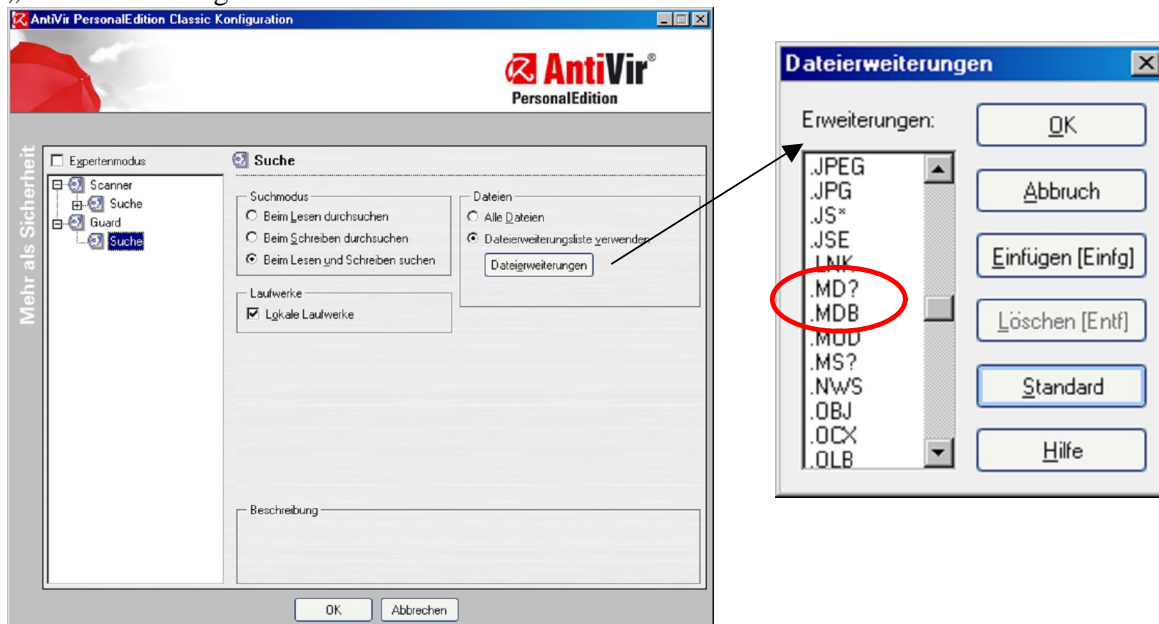 AntiVir PersonalEdition Classic Konfiguration
AntiVir®
PersonalEdition
Mehr als Sicherheit
Expertenmodus
Scanner
Suche
Guard
Suche
Suche
Suchmodus
Beim Lesen durchsuchen
Beim Schreiben durchsuchen
Beim Lesen und Schreiben suchen
Laufwerke
Lokale Laufwerke
Dateien
Alle Dateien
Dateierweiterungsliste verwenden
Dateierweiterungen
Beschreibung
OK
Abbrechen
Dateierweiterungen
Erweiterungen:
.JPEG
.JPG
.JS*
.JSE
.LNK
.MD?
.MDB
.MOD
.MS?
.NWS
.OBJ
.OCX
.OLB
OK
Abbruch
Einfügen [Einfg]
Löschen [Entf]
Standard
Hilfe